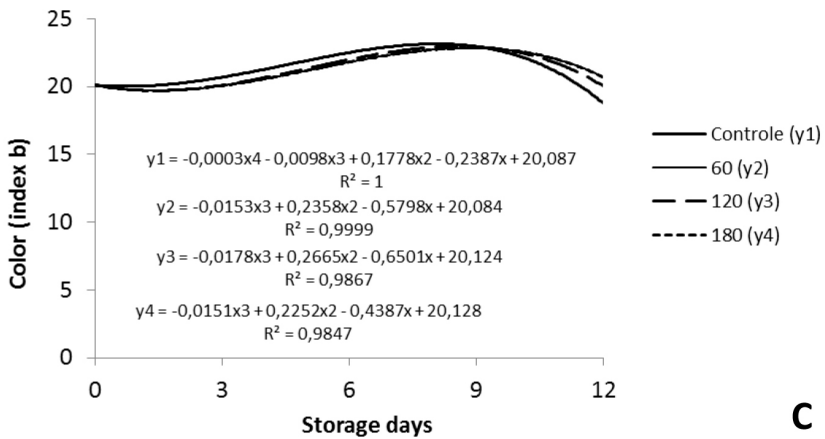 25
20
15
10
5
0
0 3 6 9 12
Color (index b)
Storage days
y1 = -0,0003x4 - 0,0098x3 + 0,1778x2 - 0,2387x + 20,087
R² = 1
y2 = -0,0153x3 + 0,2358x2 - 0,5798x + 20,084
R² = 0,9999
y3 = -0,0178x3 + 0,2665x2 - 0,6501x + 20,124
R² = 0,9867
y4 = -0,0151x3 + 0,2252x2 - 0,4387x + 20,128
R² = 0,9847
Controle (y1)
60 (y2)
120 (y3)
180 (y4)
C